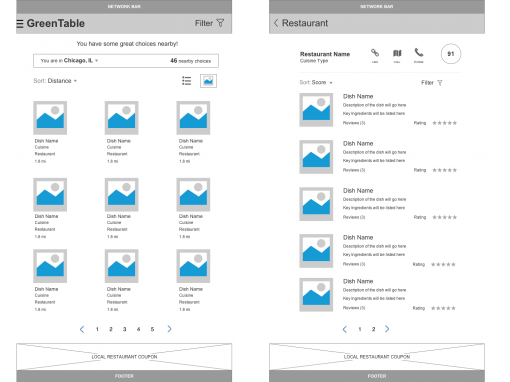 NETWORK BAR
GreenTable
Filter
You have some great choices nearby!
You are in Chicago, IL
46 nearby choices
Sort: Distance
Dish Name
Cuisine
Restaurant
1.8 mi
Dish Name
Cuisine
Restaurant
1.8 mi
Dish Name
Cuisine
Restaurant
1.8 mi
Dish Name
Cuisine
Restaurant
1.8 mi
Dish Name
Cuisine
Restaurant
1.8 mi
Dish Name
Cuisine
Restaurant
1.8 mi
Dish Name
Cuisine
Restaurant
1.8 mi
Dish Name
Cuisine
Restaurant
1.8 mi
Dish Name
Cuisine
Restaurant
1.8 mi
1 2 3 4 5
LOCAL RESTAURANT COUPON
FOOTER
NETWORK BAR
Restaurant
Restaurant Name
Cuisine Type
91
Sort: Score
Filter
Dish Name
Description of the dish will go here
Key Ingredients will be listed here
Reviews (3)
Rating
Dish Name
Description of the dish will go here
Key Ingredients will be listed here
Reviews (3)
Rating
Dish Name
Description of the dish will go here
Key Ingredients will be listed here
Reviews (3)
Rating
Dish Name
Description of the dish will go here
Key Ingredients will be listed here
Reviews (3)
Rating
Dish Name
Description of the dish will go here
Key Ingredients will be listed here
Reviews (3)
Rating
1 2
LOCAL RESTAURANT COUPON
FOOTER